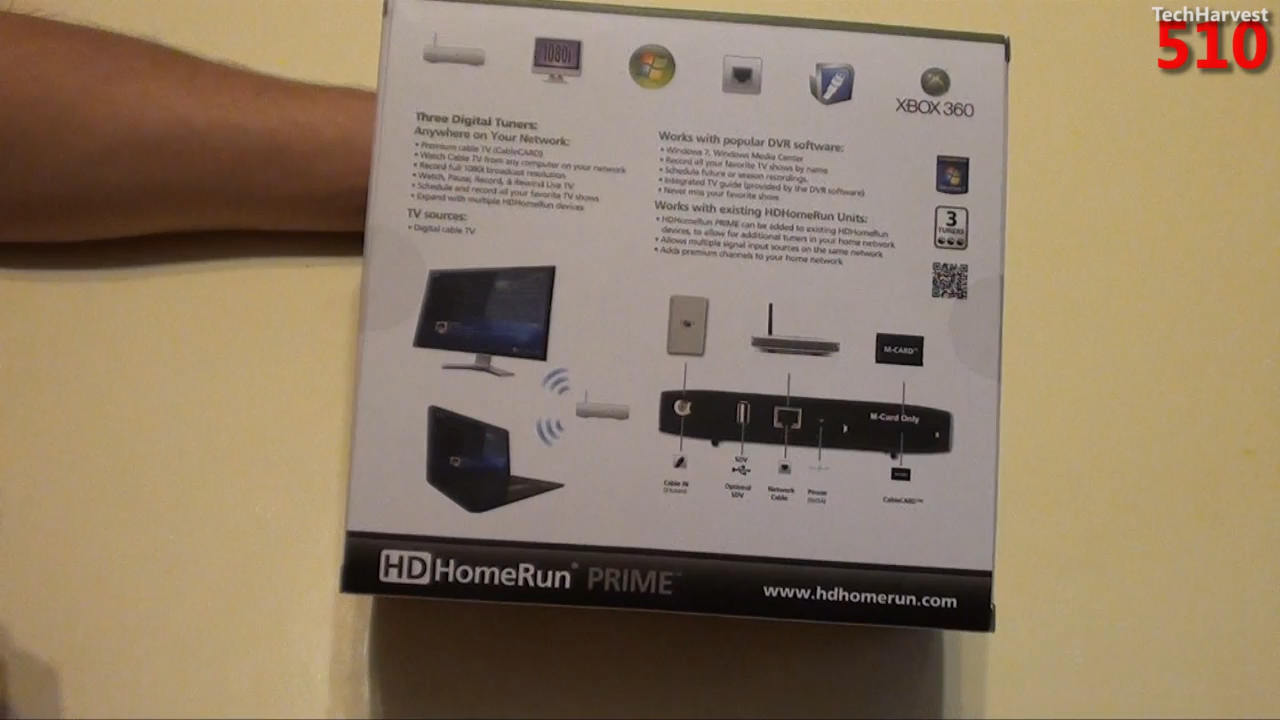 TechHarvest
510
1080i
XBOX 360
Three Digital Tuners:
Anywhere on Your Network:
• Premium cable TV (CableCARD)
• Watch Cable TV from any computer on your network
• Record full 1080i broadcast resolution
• Watch, Pause, Record, & Rewind Live TV
• Schedule and record all your favorite TV shows
• Expand with multiple HDHomeRun devices
TV sources:
• Digital cable TV
Works with popular DVR software:
• Windows 7, Windows Media Center
• Record all your favorite TV shows by name
• Schedule future or season recordings.
• Integrated TV guide (provided by the DVR software)
• Never miss your favorite show
Works with existing HDHomeRun Units:
• HDHomeRun PRIME can be added to existing HDHomeRun
devices, to allow for additional tuners in your home network
• Allows multiple signal input sources on the same network
• Adds premium channels to your home network
3
TUNERS
M-CARD™
M-Card Only
SDV
Cable IN
Optional
SDV
Network
Cable
Power
CableCARD™
HDHomeRun® PRIME™
www.hdhomerun.com